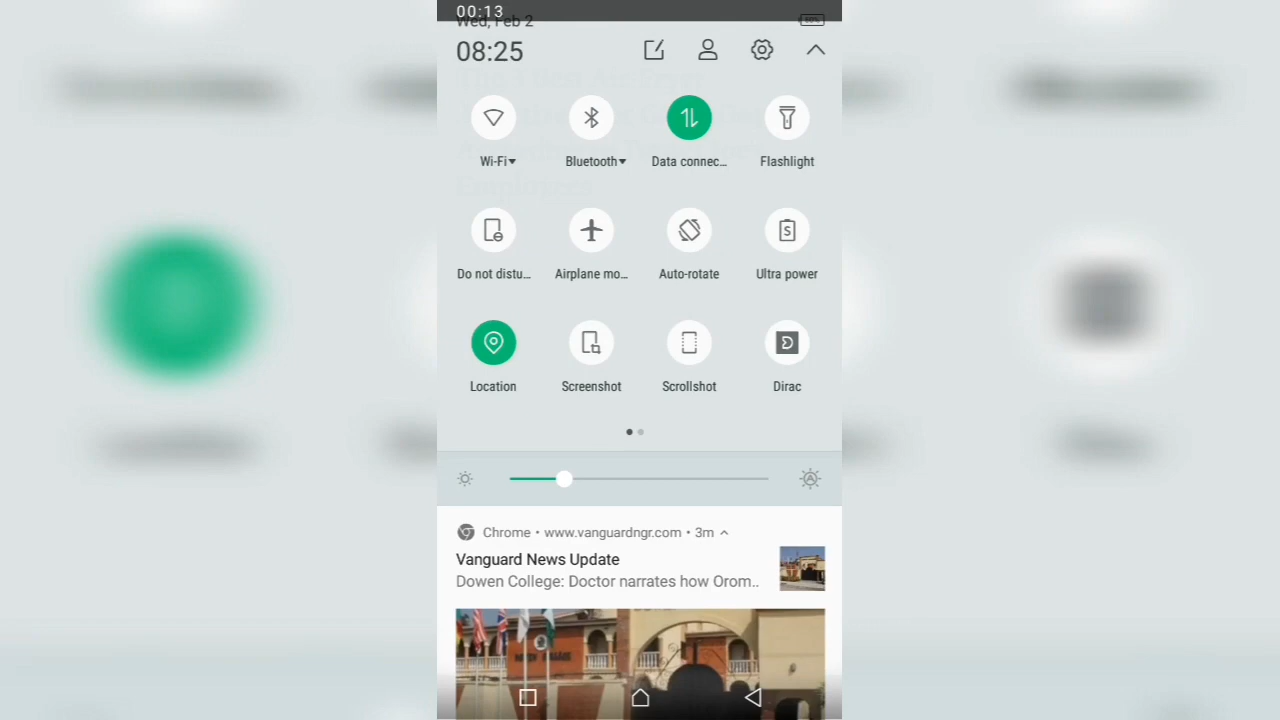 00:13
Wed, Feb 2
08:25
Wi-Fi
Bluetooth
Data connec...
Flashlight
Do not distu...
Airplane mo...
Auto-rotate
Ultra power
Location
Screenshot
Scrollshot
Dirac
Chrome • www.vanguardngr.com • 3m
Vanguard News Update
Dowen College: Doctor narrates how Orom..